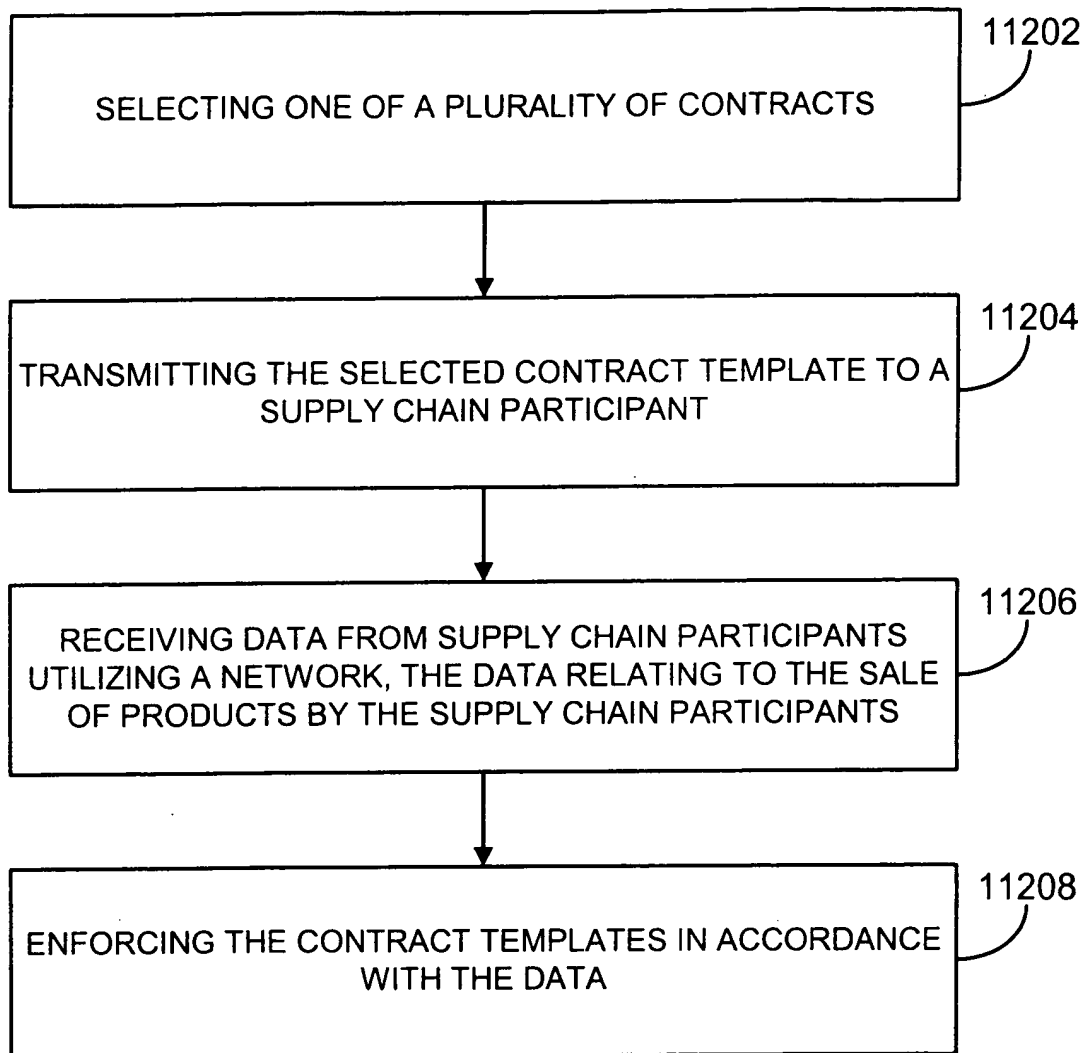 11202
SELECTING ONE OF A PLURALITY OF CONTRACTS
11204
TRANSMITTING THE SELECTED CONTRACT TEMPLATE TO A
SUPPLY CHAIN PARTICIPANT
11206
RECEIVING DATA FROM SUPPLY CHAIN PARTICIPANTS
UTILIZING A NETWORK, THE DATA RELATING TO THE SALE
OF PRODUCTS BY THE SUPPLY CHAIN PARTICIPANTS
11208
ENFORCING THE CONTRACT TEMPLATES IN ACCORDANCE
WITH THE DATA